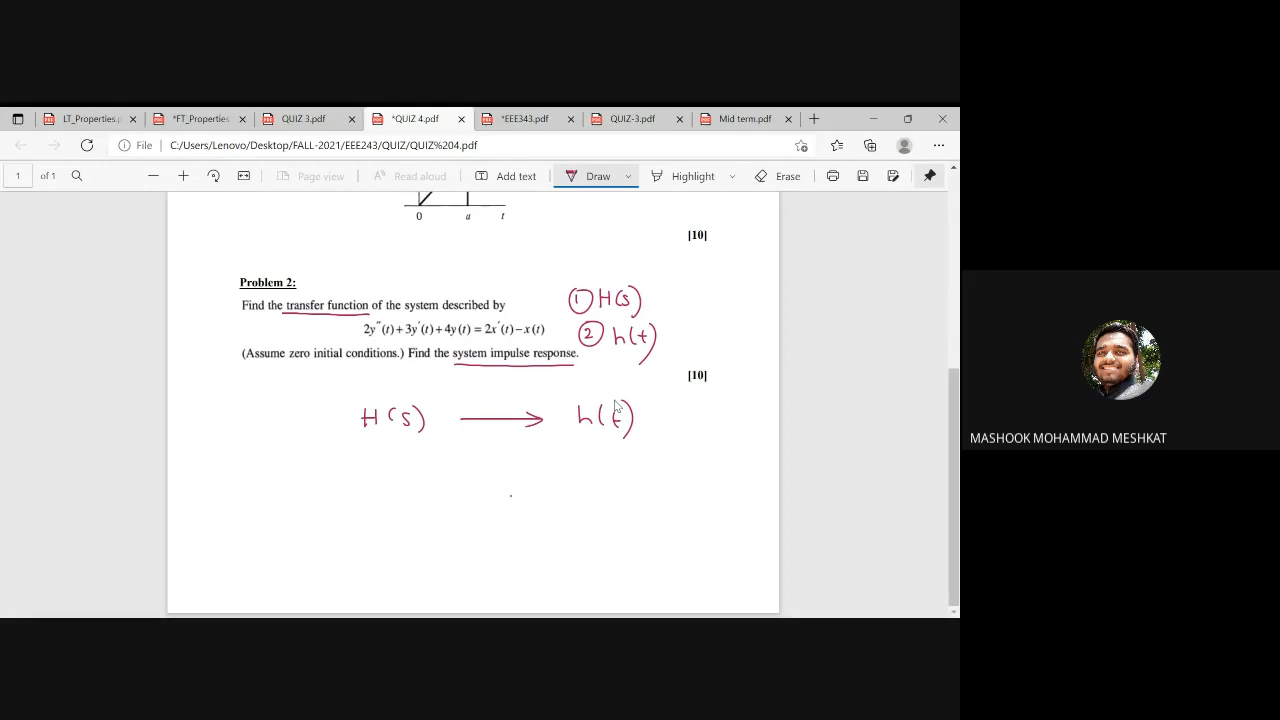 LT_Properties.p
*FT_Properties
QUIZ 3.pdf
*QUIZ 4.pdf
*EEE343.pdf
QUIZ-3.pdf
Mid term.pdf
File
C:/Users/Lenovo/Desktop/FALL-2021/EEE243/QUIZ/QUIZ%204.pdf
1 of 1
Page view
Read aloud
Add text
Draw
Highlight
Erase
0 a t
[10]
Problem 2:
Find the transfer function of the system described by
① H(s)
2y''(t)+3y'(t)+4y(t) = 2x'(t)−x(t)
② h(t)
(Assume zero initial conditions.) Find the system impulse response.
[10]
H(s) → h(t)
MASHOOK MOHAMMAD MESHKAT